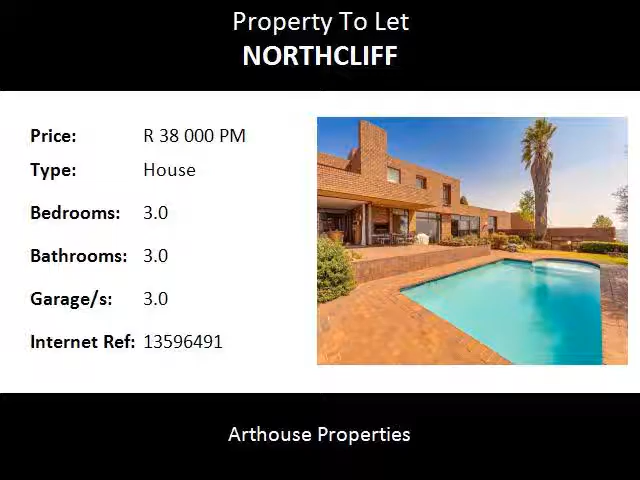 Property To Let
NORTHCLIFF
Price: R 38 000 PM
Type: House
Bedrooms: 3.0
Bathrooms: 3.0
Garage/s: 3.0
Internet Ref: 13596491
Arthouse Properties